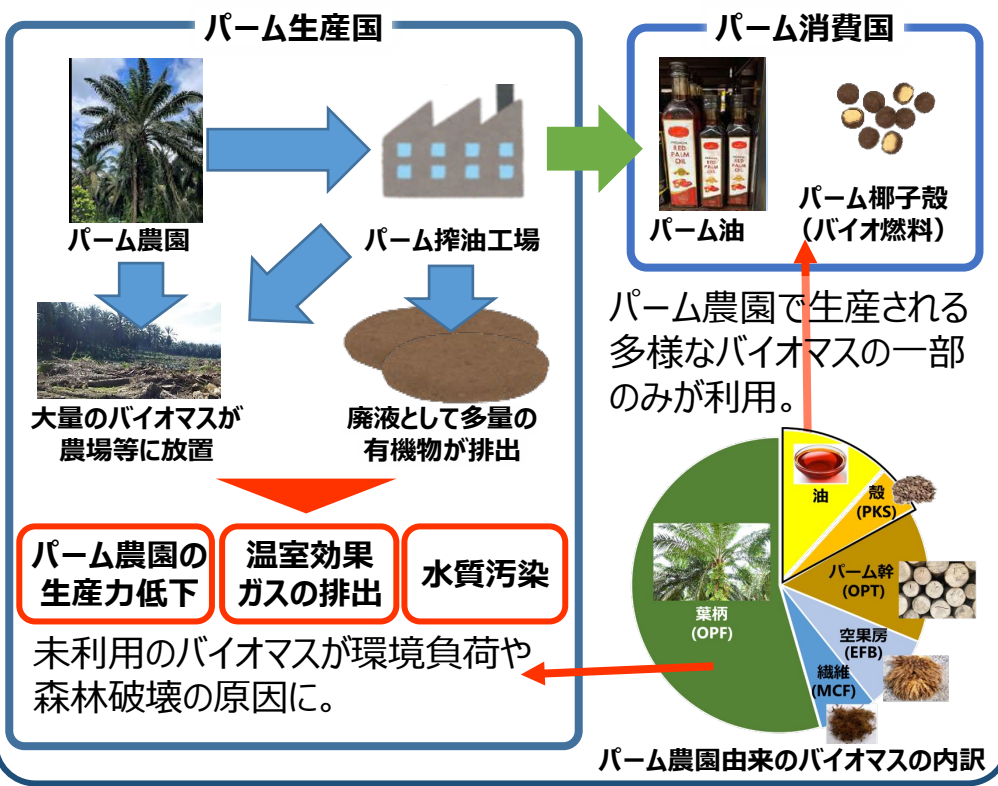 パーム生産国
パーム農園
パーム搾油工場
大量のバイオマスが
農場等に放置
廃液として多量の
有機物が排出
パーム農園の
生産力低下
温室効果
ガスの排出
水質汚染
未利用のバイオマスが環境負荷や
森林破壊の原因に。
パーム消費国
RED
PALM
OIL
RED
PALM
OIL
パーム油
パーム椰子殻
（バイオ燃料）
パーム農園で生産される
多様なバイオマスの一部
のみが利用。
油
殻
(PKS)
パーム幹
(OPT)
空果房
(EFB)
繊維
(MCF)
葉柄
(OPF)
パーム農園由来のバイオマスの内訳